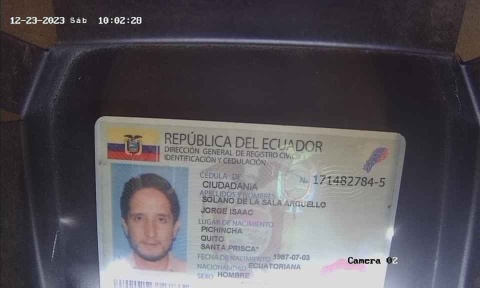 12-23-2023 Sáb 10:02:28
REPÚBLICA DEL ECUADOR
DIRECCIÓN GENERAL DE REGISTRO CIVIL
IDENTIFICACIÓN Y CEDULACIÓN
CÉDULA DE No 171482784-5
CIUDADANÍA
APELLIDOS Y NOMBRES
SOLANO DE LA SALA ARGUELLO
JORGE ISAAC
LUGAR DE NACIMIENTO
PICHINCHA
QUITO
SANTA PRISCA
FECHA DE NACIMIENTO 1987-07-03
NACIONALIDAD ECUATORIANA
SEXO HOMBRE
Camera 02